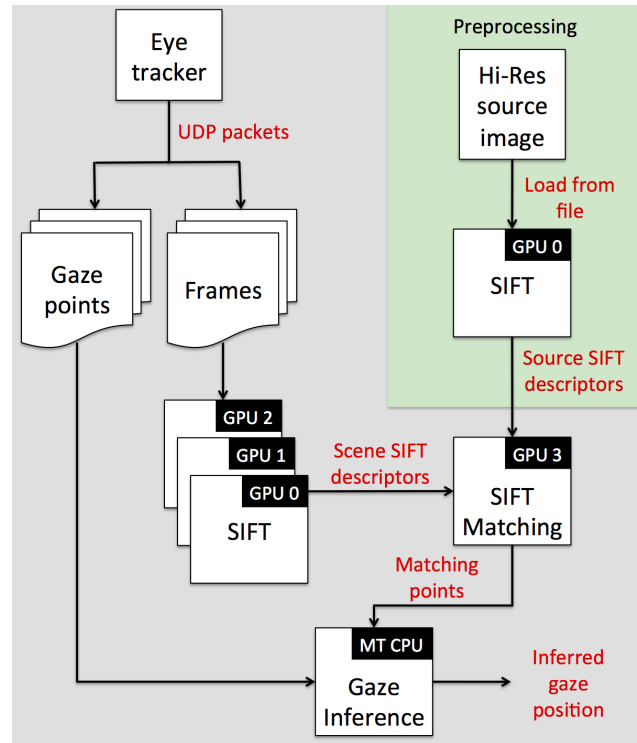 Preprocessing
Eye
tracker
Hi-Res
source
image
UDP packets
Load from
file
GPU 0
SIFT
Gaze
points
Frames
Source SIFT
descriptors
GPU 2
GPU 1
GPU 0
SIFT
Scene SIFT
descriptors
GPU 3
SIFT
Matching
Matching
points
MT CPU
Gaze
Inference
Inferred
gaze
position